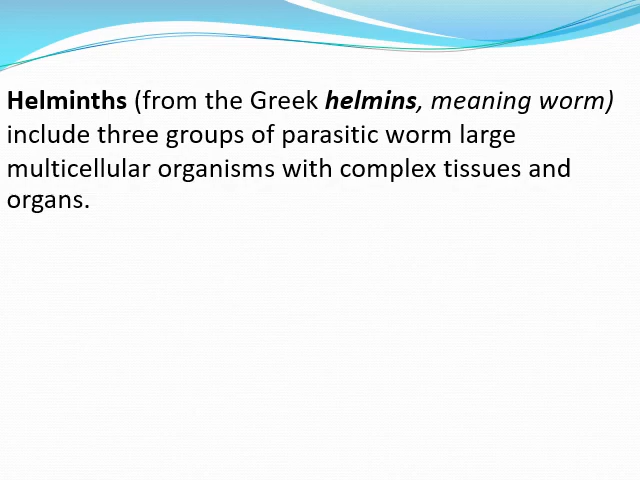 Helminths (from the Greek helmins, meaning worm)
include three groups of parasitic worm large
multicellular organisms with complex tissues and
organs.